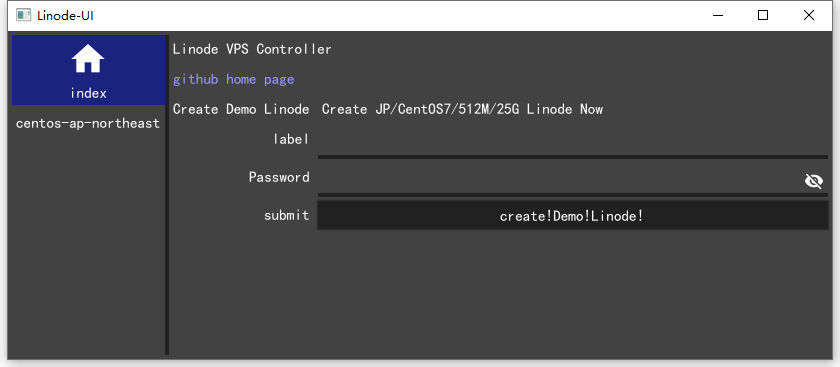 Linode-UI
index
centos-ap-northeast
Linode VPS Controller
github home page
Create Demo Linode Create JP/CentOS7/512M/25G Linode Now
label
Password
submit create!Demo!Linode!